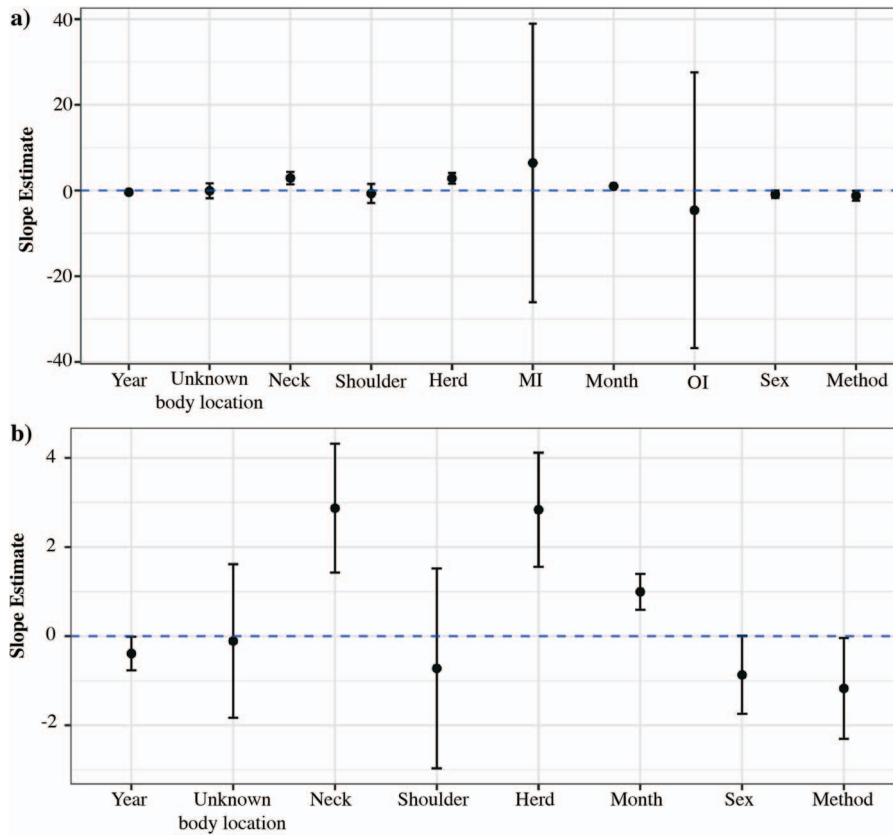 a)
40
20
0
-20
-40
Slope Estimate
Year
Unknown
body location
Neck
Shoulder
Herd
MI
Month
OI
Sex
Method
b)
4
2
0
-2
Slope Estimate
Year
Unknown
body location
Neck
Shoulder
Herd
Month
Sex
Method